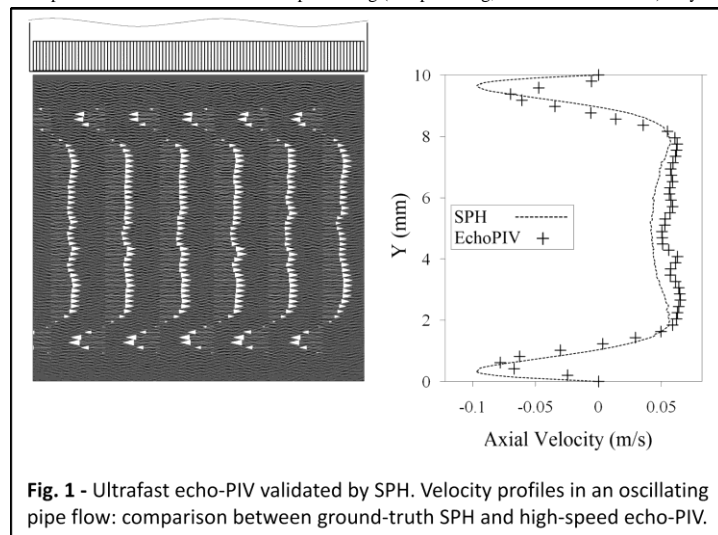 10
8
6
4
2
0
Y (mm)
SPH
EchoPIV
-0.1
-0.05
0
0.05
Axial Velocity (m/s)
Fig. 1 - Ultrafast echo-PIV validated by SPH. Velocity profiles in an oscillating
pipe flow: comparison between ground-truth SPH and high-speed echo-PIV.